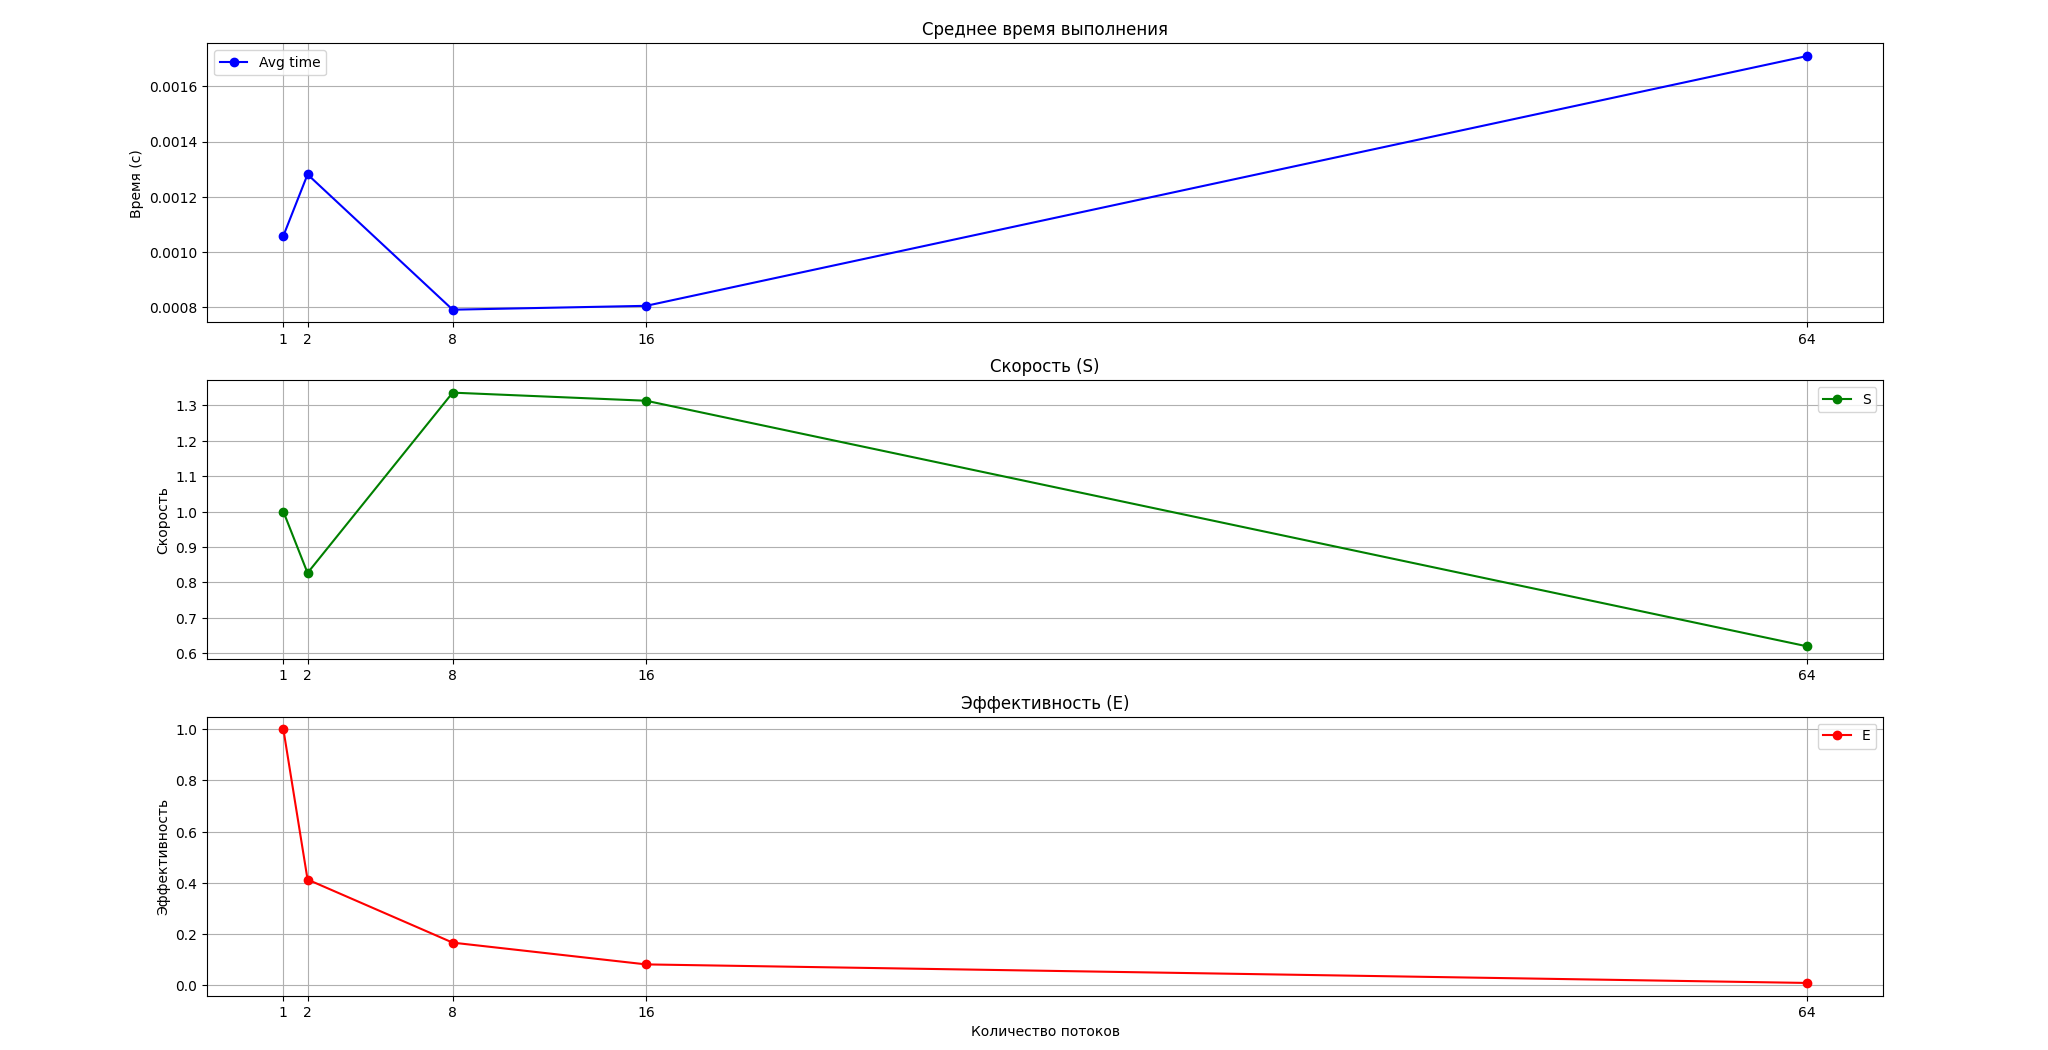 Среднее время выполнения
Avg time
Время (с)
0.0016
0.0014
0.0012
0.0010
0.0008
1 2 8 16 64
Скорость (S)
S
Скорость
1.3
1.2
1.1
1.0
0.9
0.8
0.7
0.6
1 2 8 16 64
Эффективность (E)
E
Эффективность
1.0
0.8
0.6
0.4
0.2
0.0
1 2 8 16 64
Количество потоков